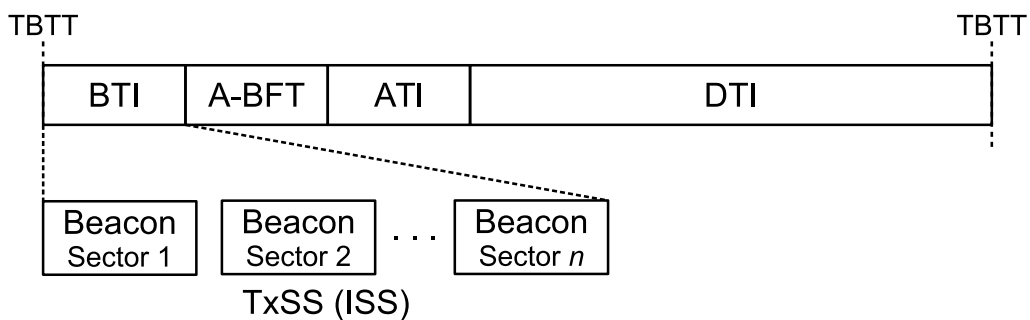 TBTT TBTT
BTI A-BFT ATI DTI
Beacon Beacon . . . Beacon
Sector 1 Sector 2 Sector n
TxSS (ISS)